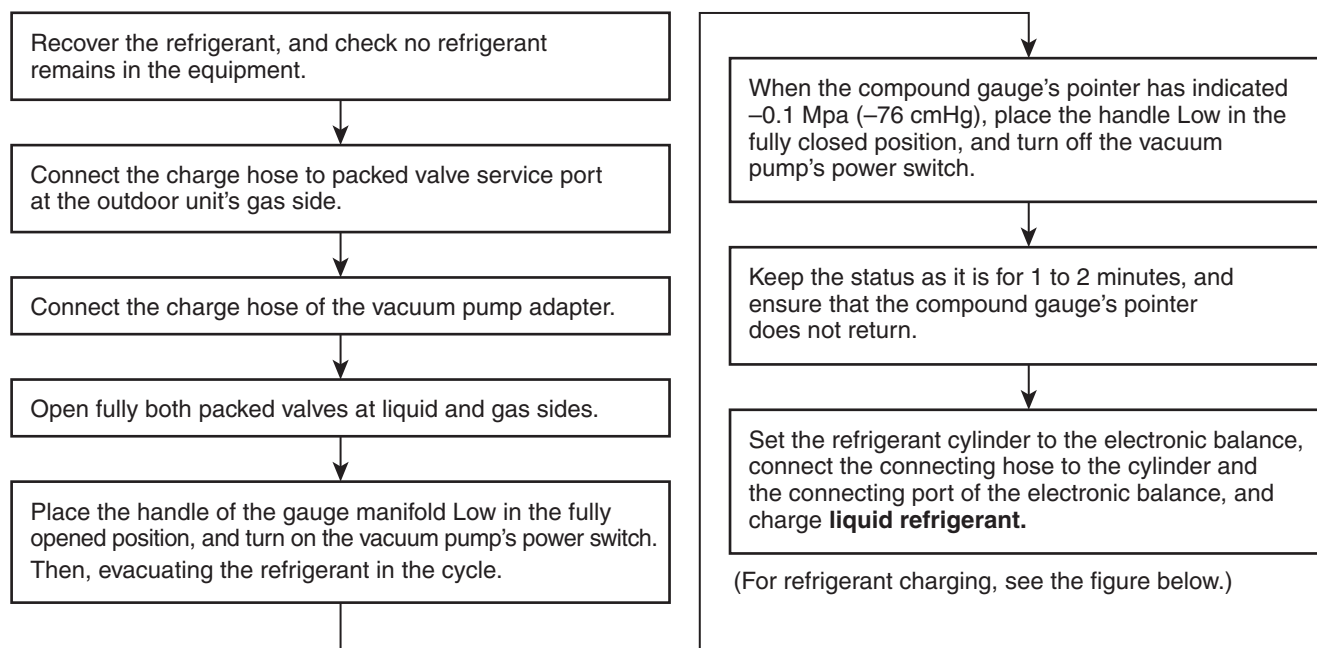 Recover the refrigerant, and check no refrigerant
remains in the equipment.
Connect the charge hose to packed valve service port
at the outdoor unit's gas side.
Connect the charge hose of the vacuum pump adapter.
Open fully both packed valves at liquid and gas sides.
Place the handle of the gauge manifold Low in the fully
opened position, and turn on the vacuum pump's power switch.
Then, evacuating the refrigerant in the cycle.
When the compound gauge's pointer has indicated
–0.1 Mpa (–76 cmHg), place the handle Low in the
fully closed position, and turn off the vacuum
pump's power switch.
Keep the status as it is for 1 to 2 minutes, and
ensure that the compound gauge's pointer
does not return.
Set the refrigerant cylinder to the electronic balance,
connect the connecting hose to the cylinder and
the connecting port of the electronic balance, and
charge liquid refrigerant.
(For refrigerant charging, see the figure below.)